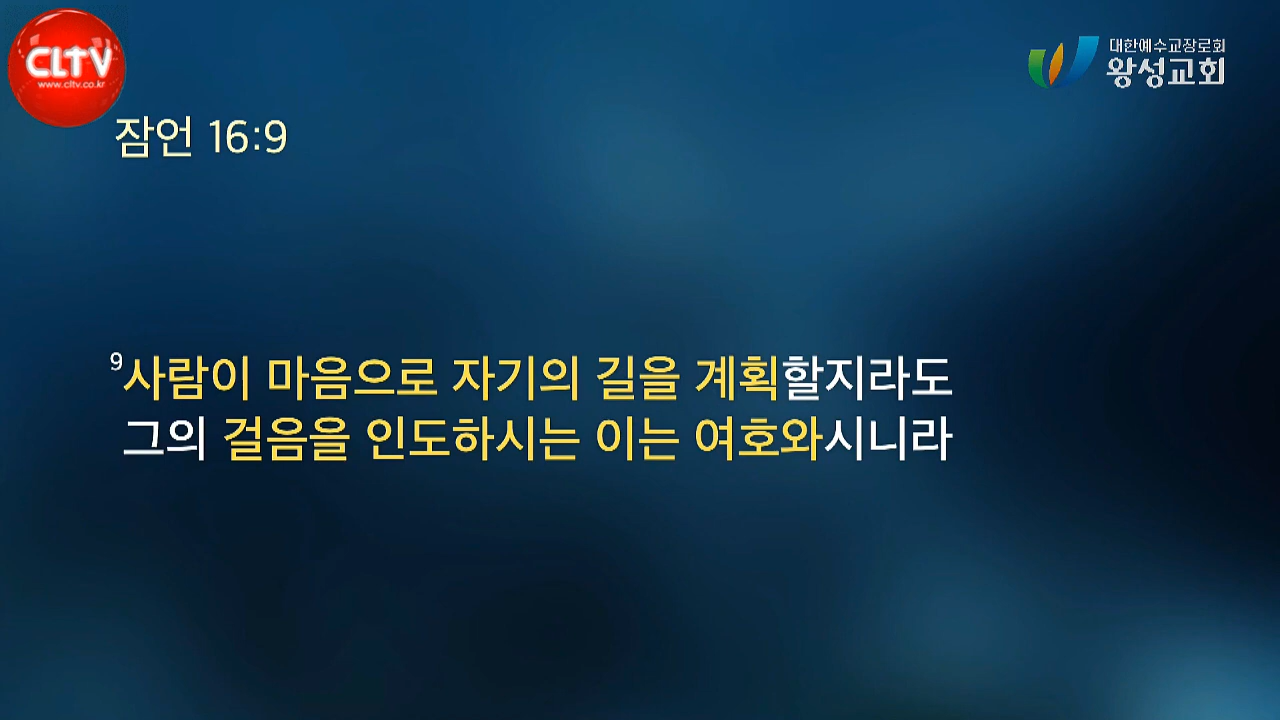 CLTV
www.cltv.co.kr
대한예수교장로회
왕성교회
잠언 16:9
9사람이 마음으로 자기의 길을 계획할지라도
그의 걸음을 인도하시는 이는 여호와시니라